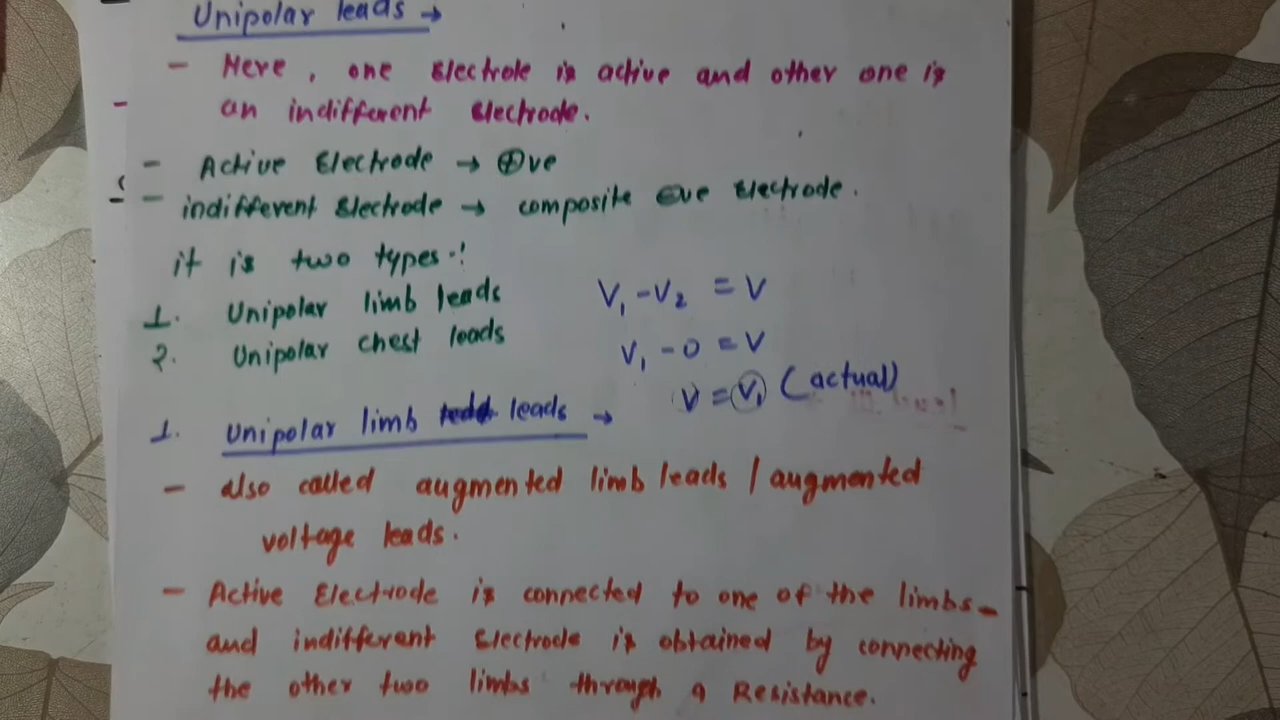 Unipolar leads →
- Here, one Electrole is active and other one is
an indifferent Electrode.
- Active Electrode → ⊕ve
- indifferent Electrode → composite ⊖ve Electrode.
it is two types -:
1. Unipolar limb leads
2. Unipolar chest leads
V₁ - V₂ = V
V₁ - 0 = V
V = V₁ (actual)
1. Unipolar limb leads →
- also called augmented limb leads / augmented
voltage leads.
- Active Electrode is connected to one of the limbs -
and indifferent Electrode is obtained by connecting
the other two limbs through a Resistance.